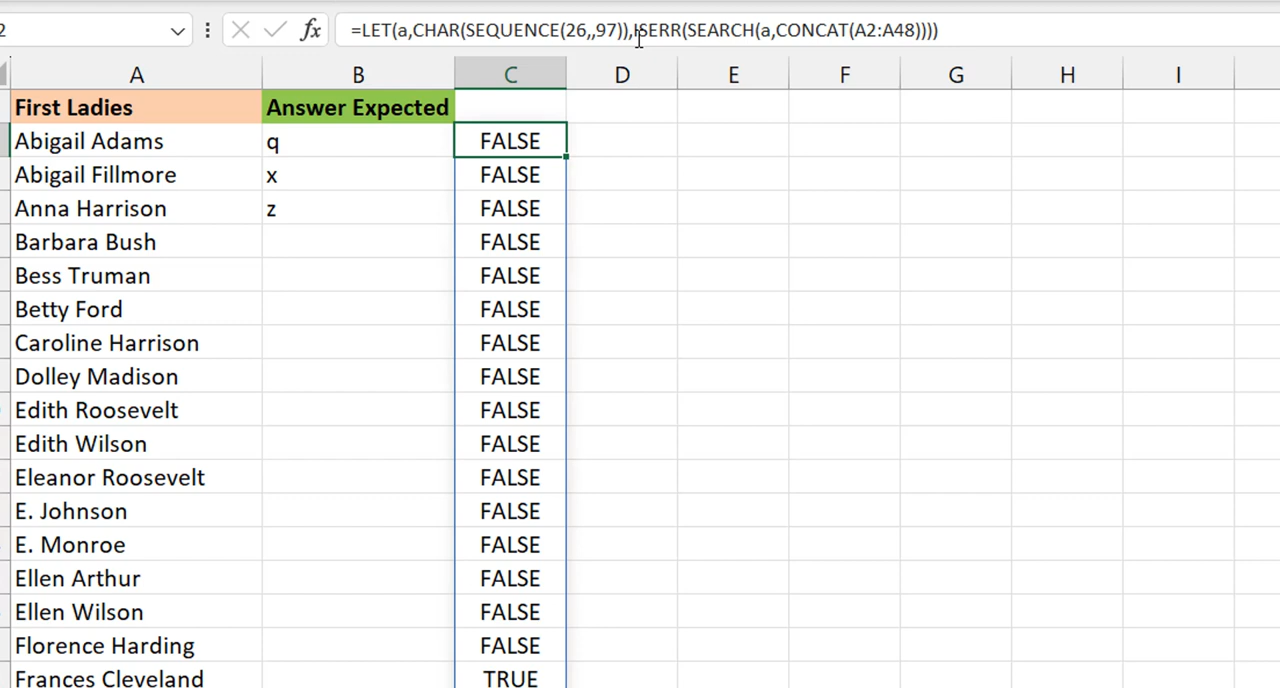 2 fx =LET(a,CHAR(SEQUENCE(26,,97)),ISERR(SEARCH(a,CONCAT(A2:A48))))
A B C D E F G H I
First Ladies Answer Expected
Abigail Adams q FALSE
Abigail Fillmore x FALSE
Anna Harrison z FALSE
Barbara Bush FALSE
Bess Truman FALSE
Betty Ford FALSE
Caroline Harrison FALSE
Dolley Madison FALSE
Edith Roosevelt FALSE
Edith Wilson FALSE
Eleanor Roosevelt FALSE
E. Johnson FALSE
E. Monroe FALSE
Ellen Arthur FALSE
Ellen Wilson FALSE
Florence Harding FALSE
Frances Cleveland TRUE